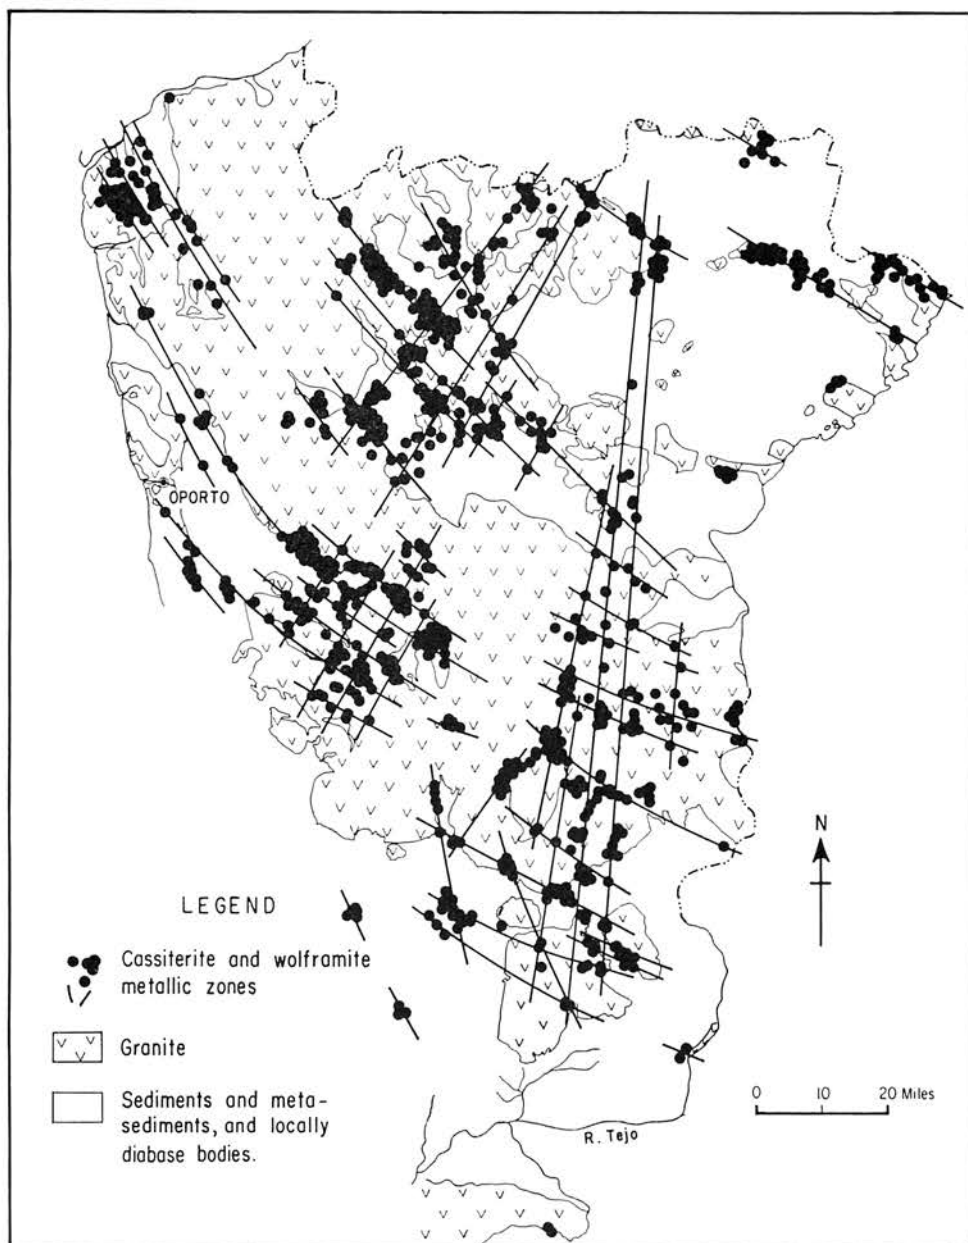 OPORTO
N
LEGEND
Cassiterite and wolframite
metallic zones
Granite
Sediments and meta-
sediments, and locally
diabase bodies.
0 10 20 Miles
R. Tejo